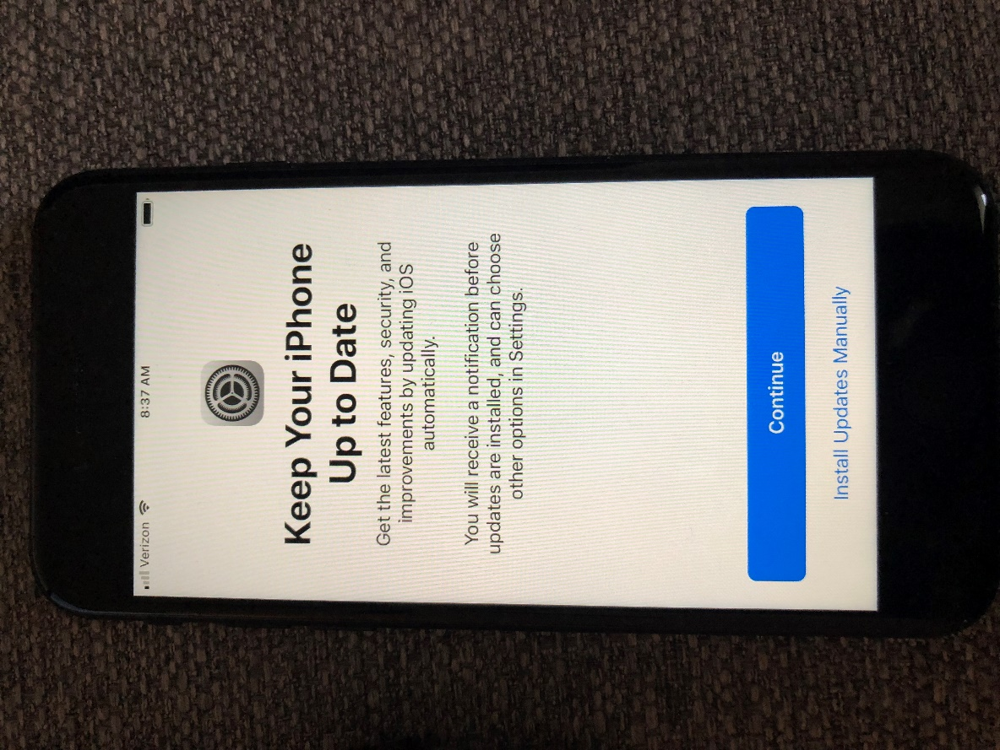 Verizon 8:37 AM
Keep Your iPhone
Up to Date
Get the latest features, security, and
improvements by updating iOS
automatically.
You will receive a notification before
updates are installed, and can choose
other options in Settings.
Continue
Install Updates Manually